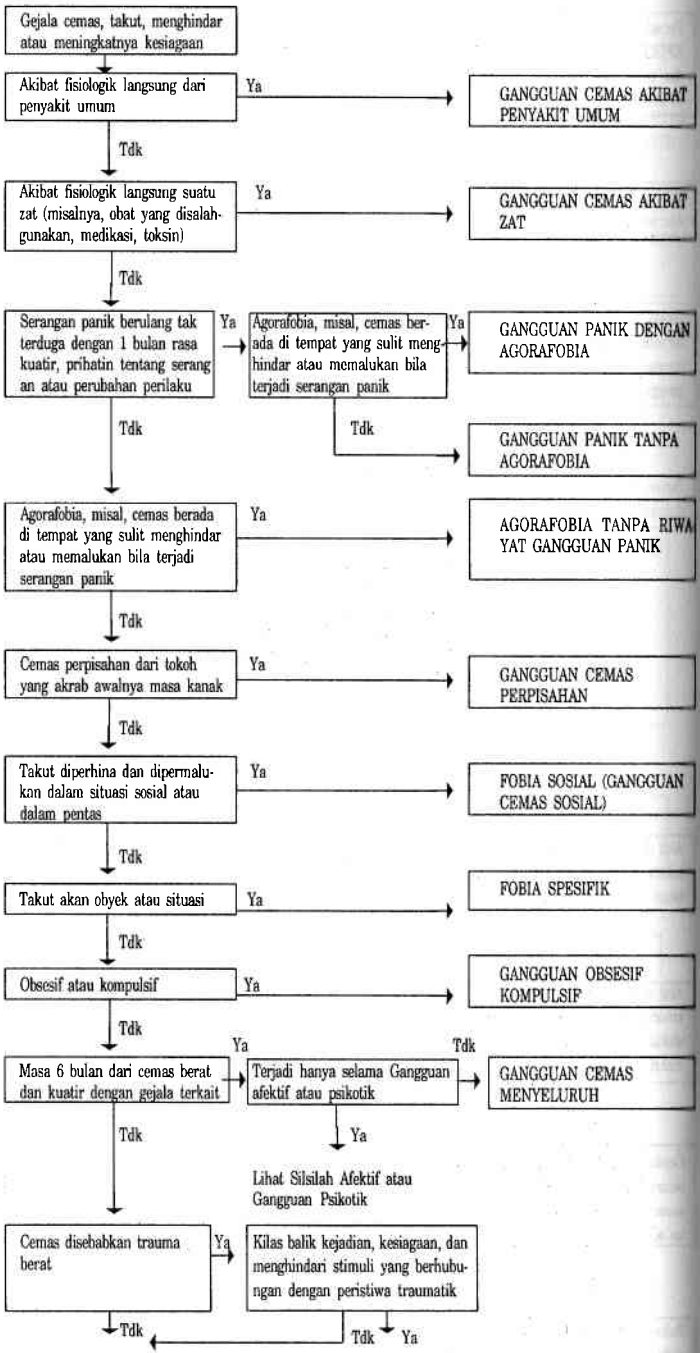 Gejala cemas, takut, menghindar
atau meningkatnya kesiagaan
Akibat fisiologik langsung dari
penyakit umum
Ya
GANGGUAN CEMAS AKIBAT
PENYAKIT UMUM
Tdk
Akibat fisiologik langsung suatu
zat (misalnya, obat yang disalah-
gunakan, medikasi, toksin)
Ya
GANGGUAN CEMAS AKIBAT
ZAT
Tdk
Serangan panik berulang tak
terduga dengan 1 bulan rasa
kuatir, prihatin tentang serang
an atau perubahan perilaku
Ya
Agorafobia, misal, cemas ber-
ada di tempat yang sulit meng
hindar atau memalukan bila
terjadi serangan panik
Ya
GANGGUAN PANIK DENGAN
AGORAFOBIA
Tdk
Tdk
GANGGUAN PANIK TANPA
AGORAFOBIA
Agorafobia, misal, cemas berada
di tempat yang sulit menghindar
atau memalukan bila terjadi
serangan panik
Ya
AGORAFOBIA TANPA RIWA
YAT GANGGUAN PANIK
Tdk
Cemas perpisahan dari tokoh
yang akrab awalnya masa kanak
Ya
GANGGUAN CEMAS
PERPISAHAN
Tdk
Takut diperhina dan dipermalu-
kan dalam situasi sosial atau
dalam pentas
Ya
FOBIA SOSIAL (GANGGUAN
CEMAS SOSIAL)
Tdk
Takut akan obyek atau situasi
Ya
FOBIA SPESIFIK
Tdk
Obsesif atau kompulsif
Ya
GANGGUAN OBSESIF
KOMPULSIF
Tdk
Masa 6 bulan dari cemas berat
dan kuatir dengan gejala terkait
Ya
Terjadi hanya selama Gangguan
afektif atau psikotik
Tdk
GANGGUAN CEMAS
MENYELURUH
Tdk
Ya
Lihat Silsilah Afektif atau
Gangguan Psikotik
Cemas disebabkan trauma
berat
Ya
Kilas balik kejadian, kesiagaan, dan
menghindari stimuli yang berhubu-
ngan dengan peristiwa traumatik
Tdk
Tdk
Ya